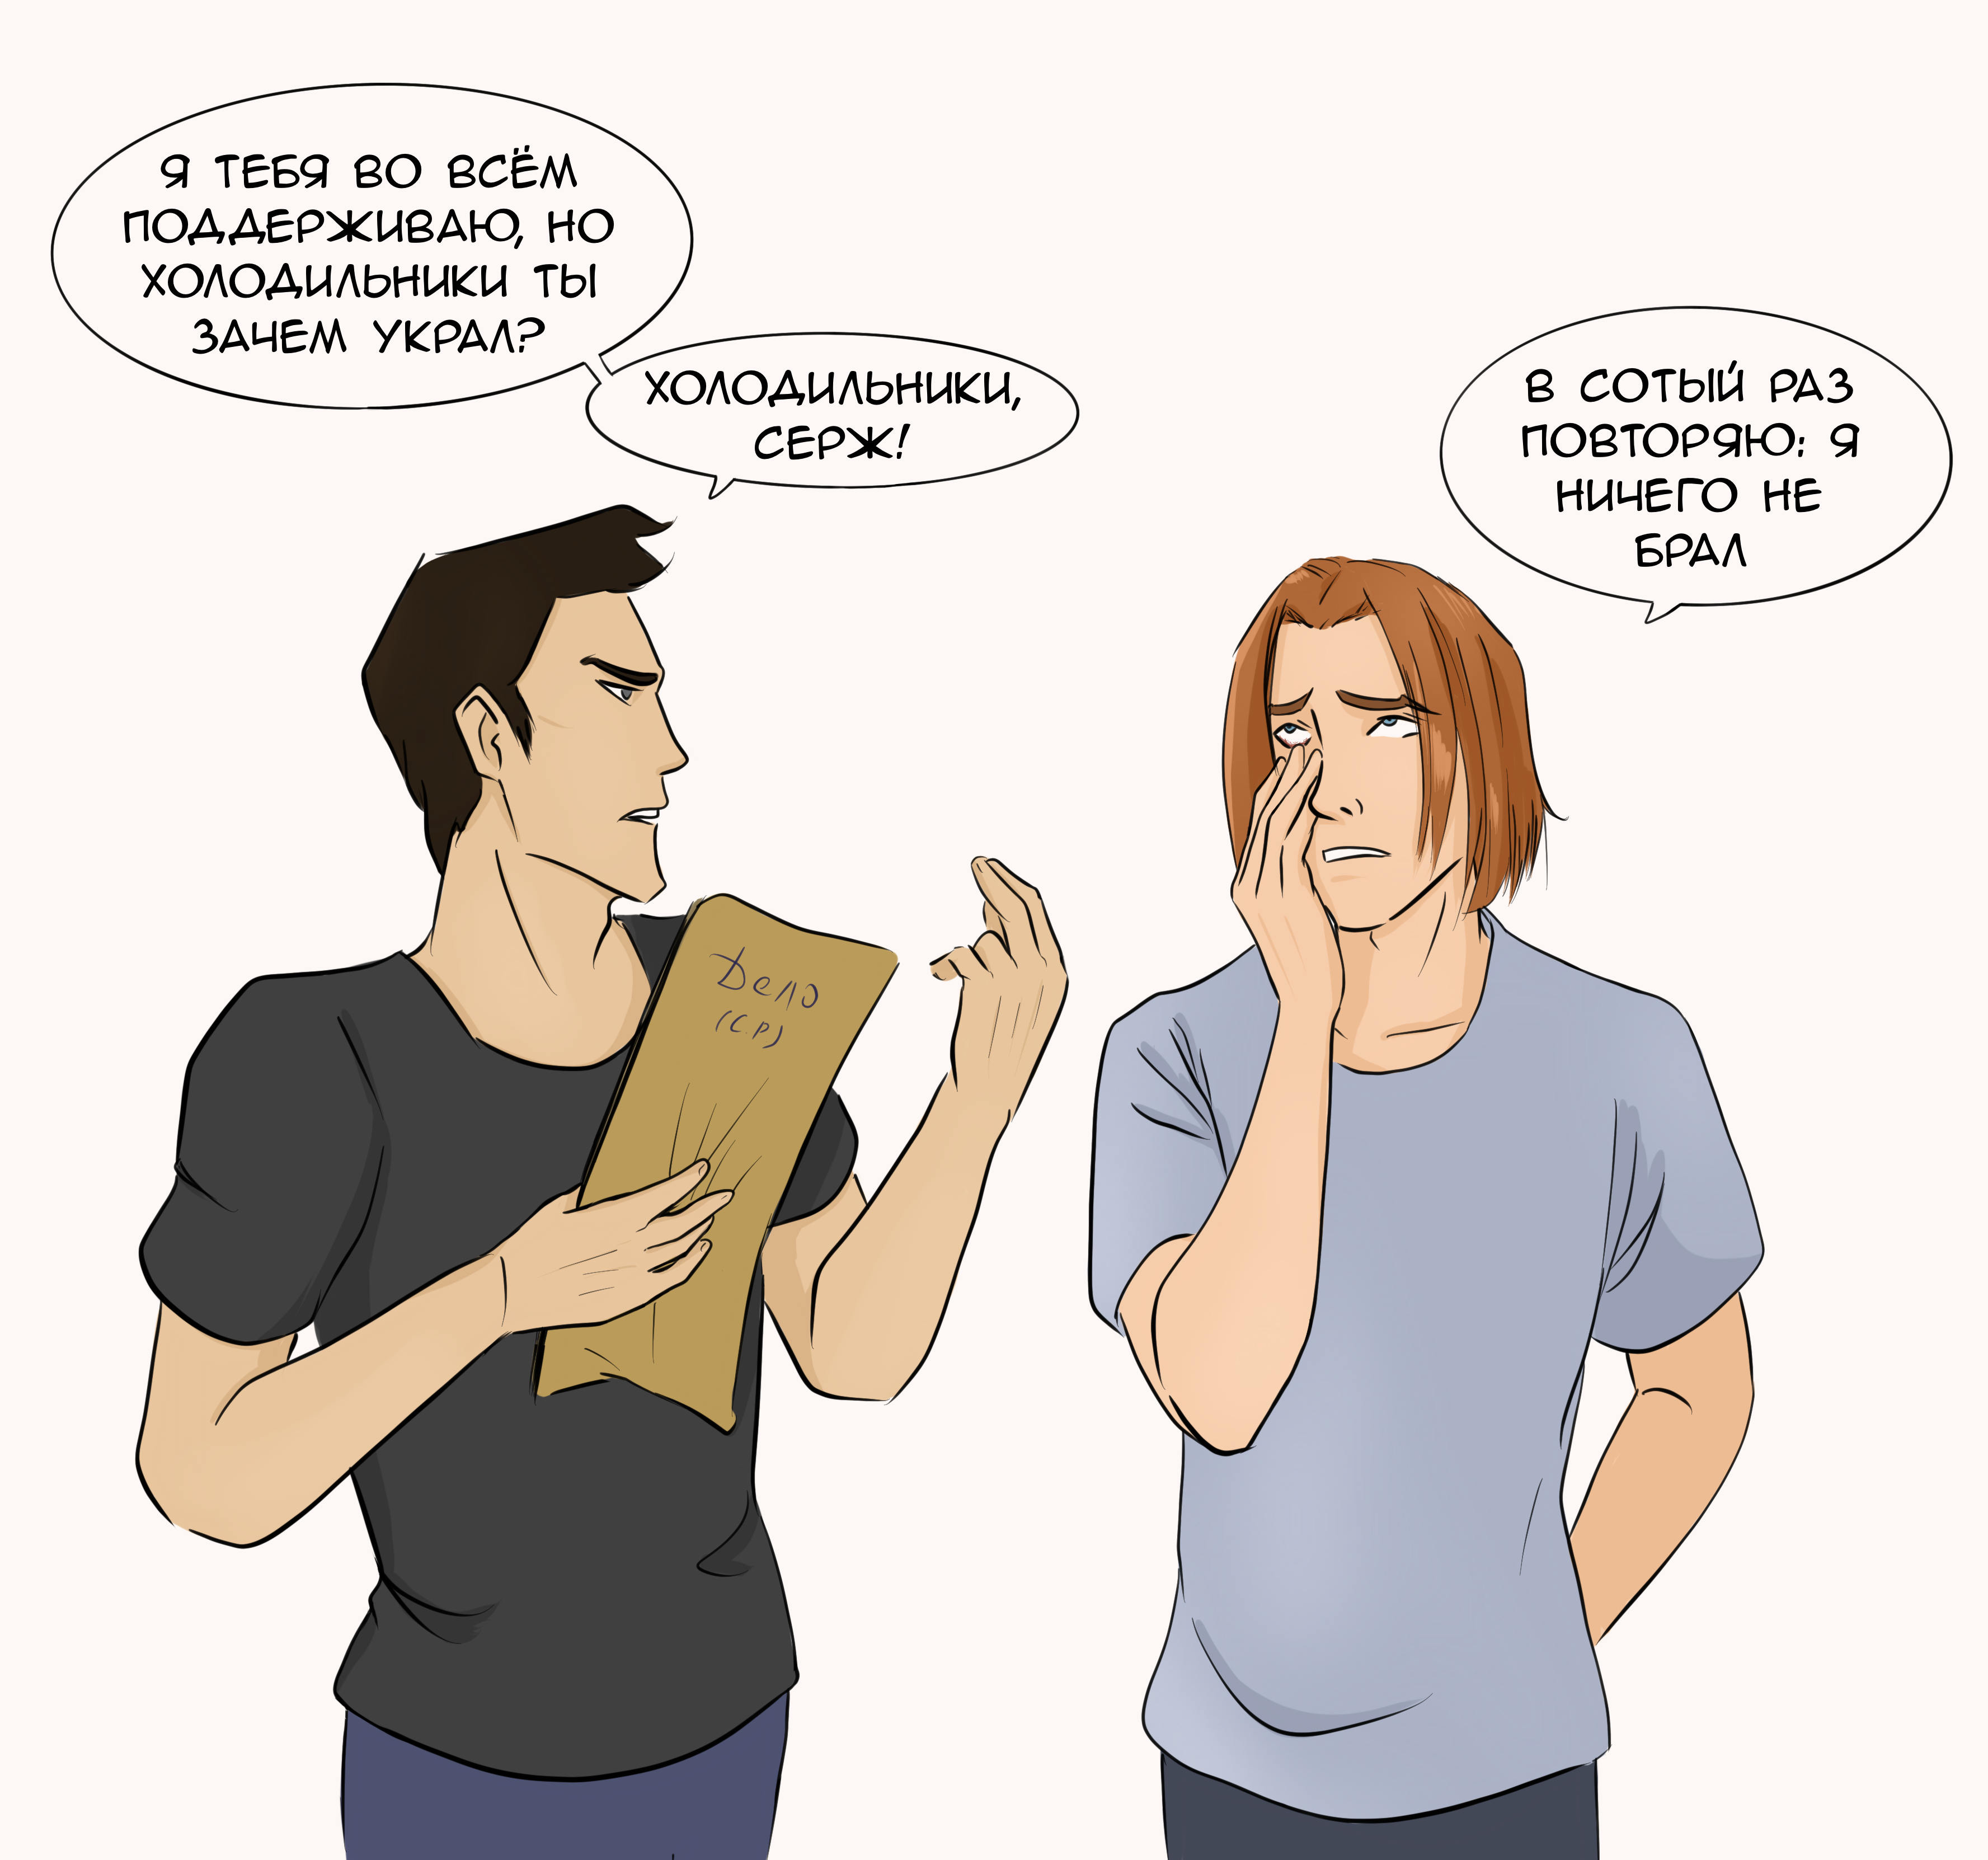 Я ТЕБЯ ВО ВСЁМ
ПОДДЕРЖИВАЮ, НО
ХОЛОДИЛЬНИКИ ТЫ
ЗАЧЕМ УКРАЛ?
ХОЛОДИЛЬНИКИ,
СЕРЖ!
В СОТЫЙ РАЗ
ПОВТОРЯЮ: Я
НИЧЕГО НЕ
БРАЛ
Дело
(С.Р)